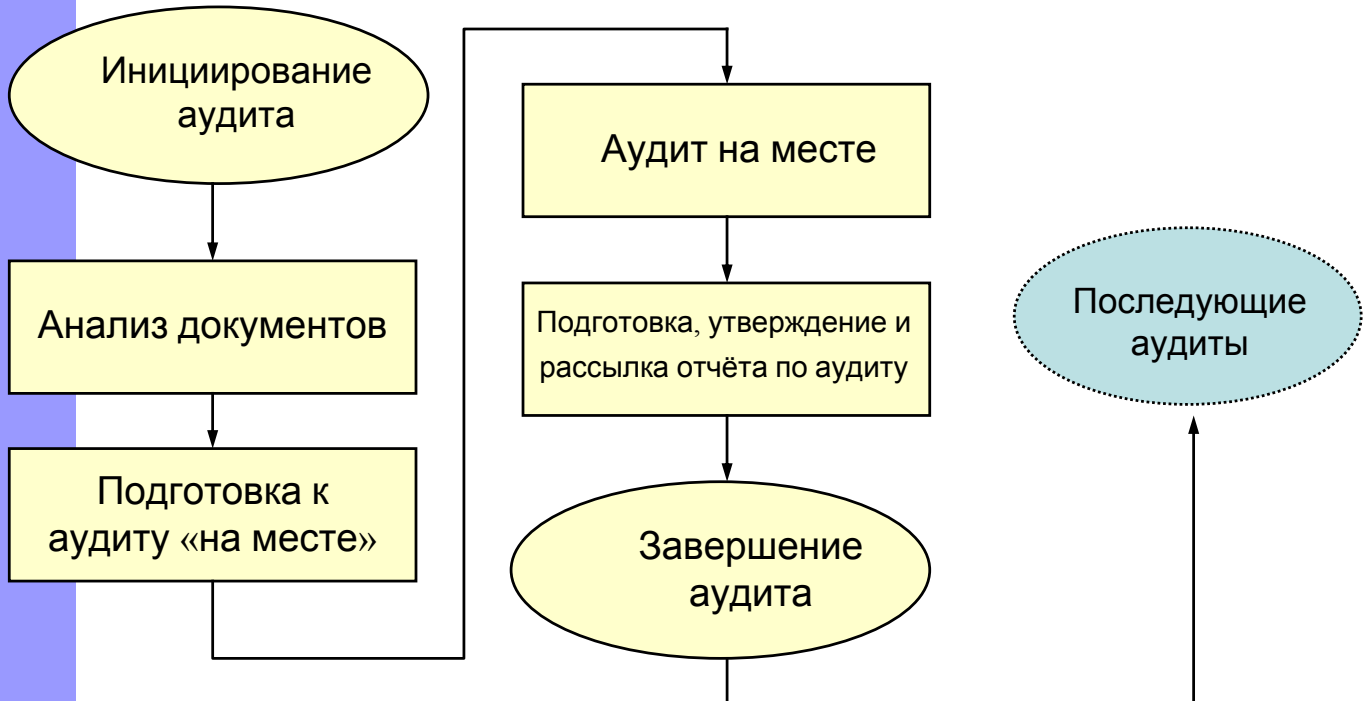 Инициирование
аудита
Анализ документов
Подготовка к
аудиту «на месте»
Аудит на месте
Подготовка, утверждение и
рассылка отчёта по аудиту
Завершение
аудита
Последующие
аудиты